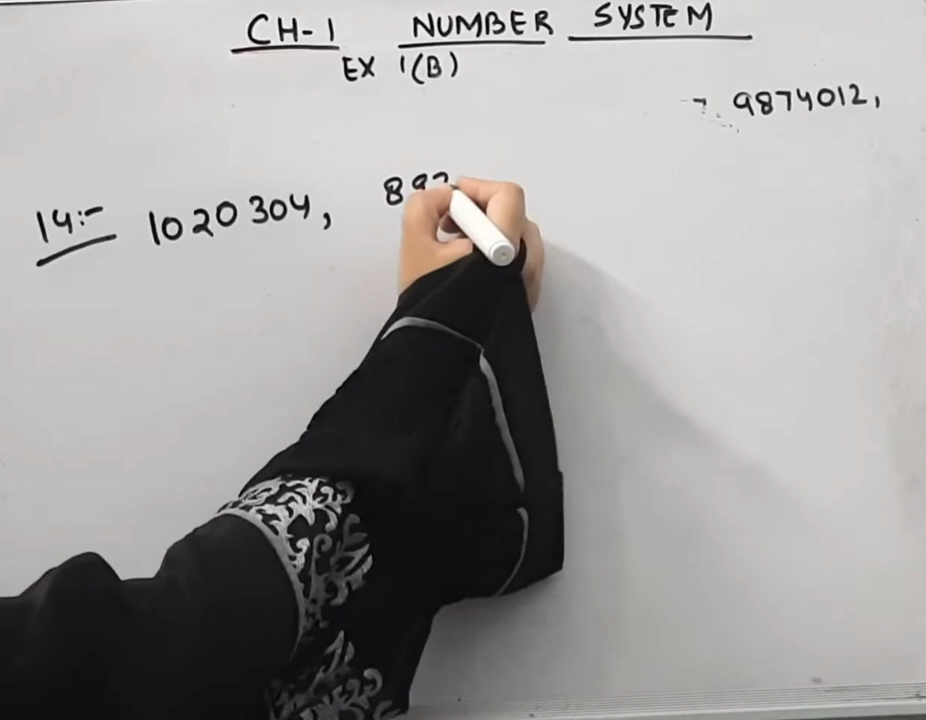 CH-1 NUMBER SYSTEM
EX 1(B)
9874012,
14:- 1020304, 89